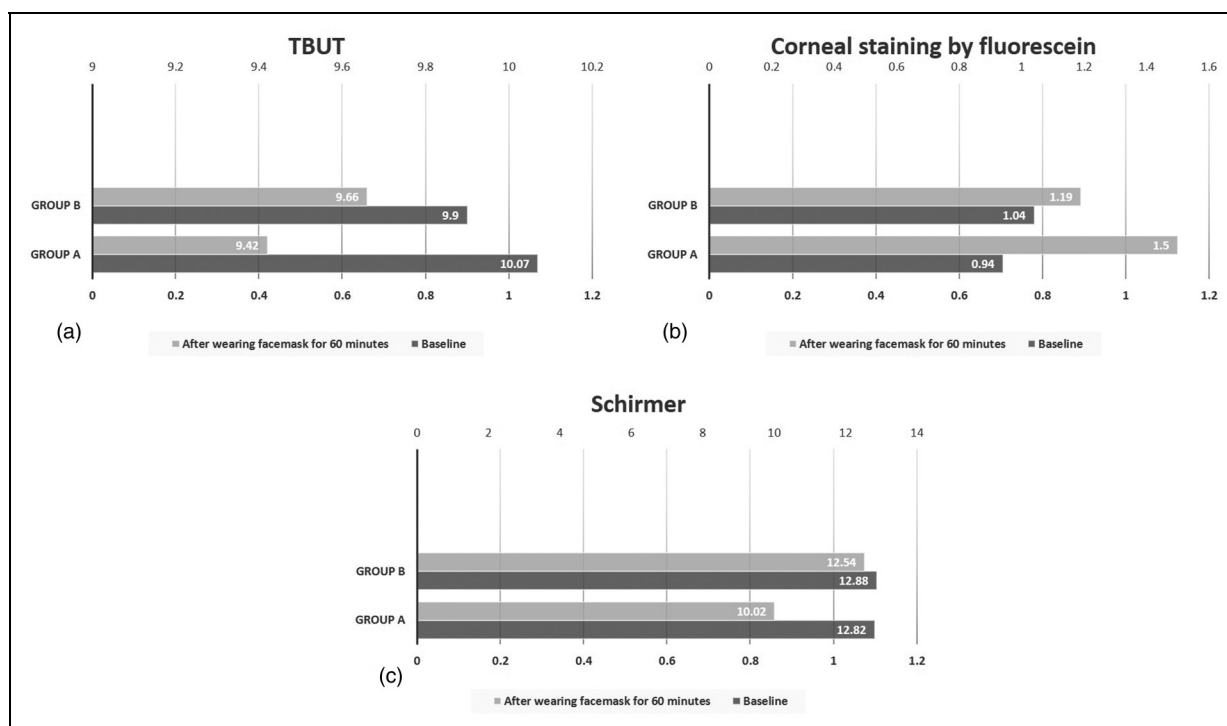 TBUT
9 9.2 9.4 9.6 9.8 10 10.2
GROUP B
9.66
9.9
GROUP A
9.42
10.07
0 0.2 0.4 0.6 0.8 1 1.2
(a)
After wearing facemask for 60 minutes Baseline
Corneal staining by fluorescein
0 0.2 0.4 0.6 0.8 1 1.2 1.4 1.6
GROUP B
1.19
1.04
GROUP A
1.5
0.94
0 0.2 0.4 0.6 0.8 1 1.2
(b)
After wearing facemask for 60 minutes Baseline
Schirmer
0 2 4 6 8 10 12 14
GROUP B
12.54
12.88
GROUP A
10.02
12.82
0 0.2 0.4 0.6 0.8 1 1.2
(c)
After wearing facemask for 60 minutes Baseline